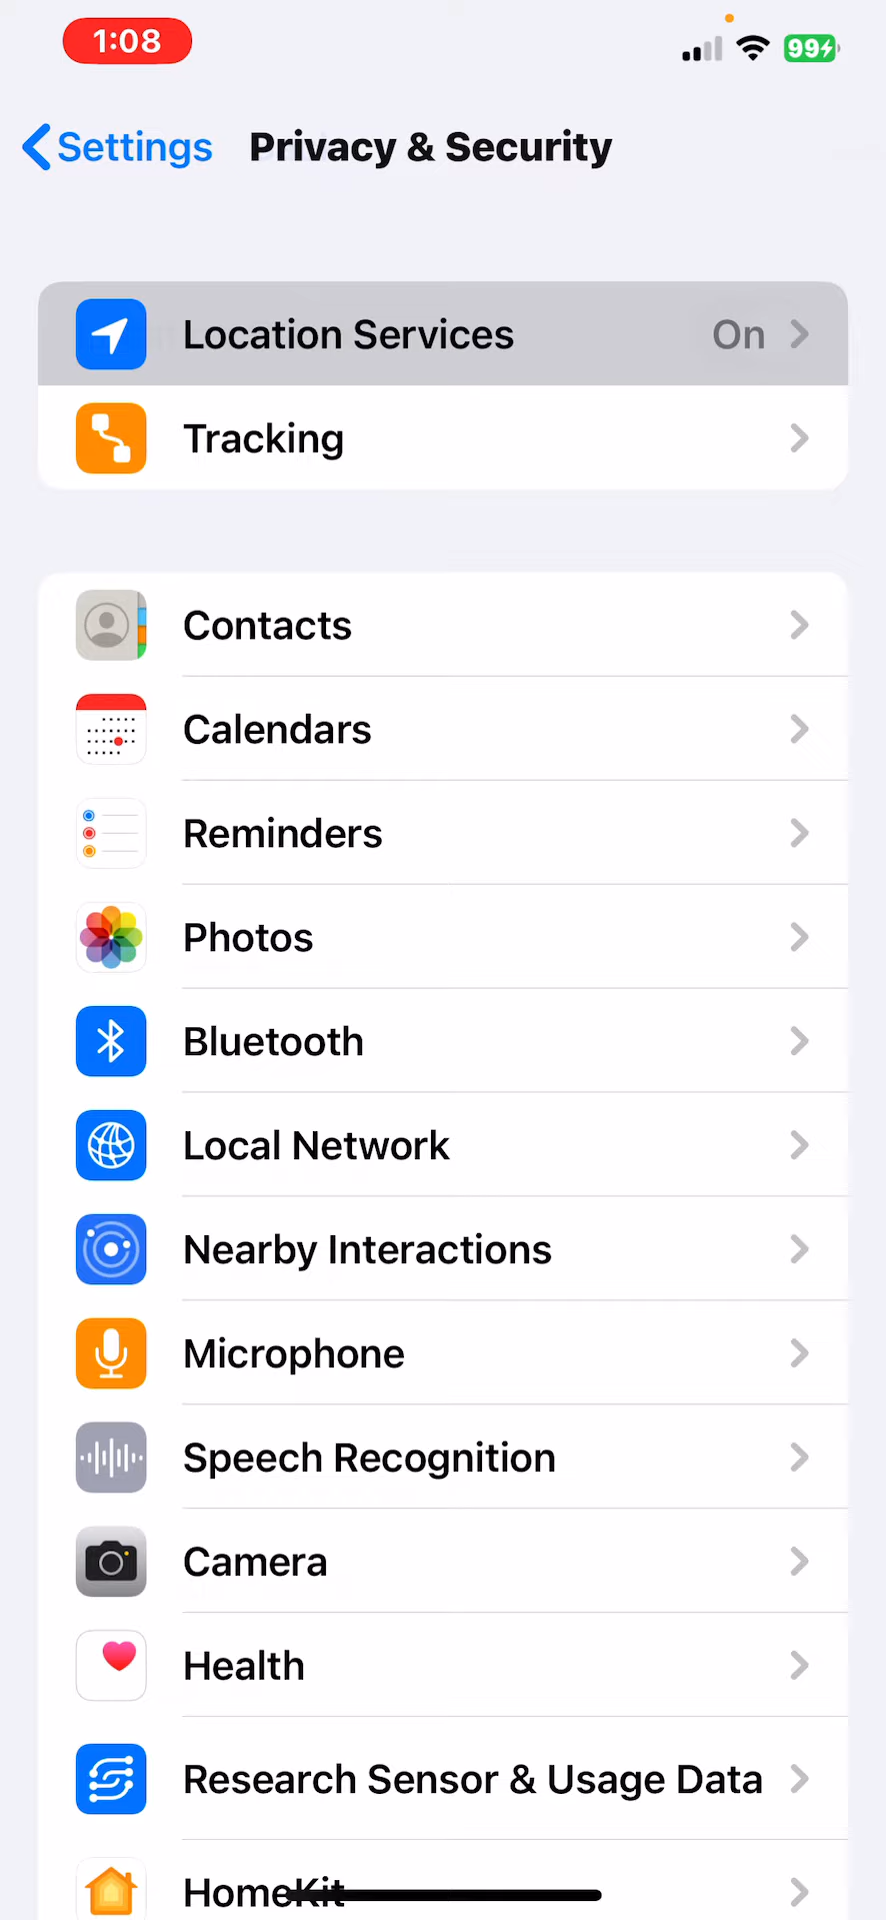 1:08
99
Settings
Privacy & Security
Location Services
On
Tracking
Contacts
Calendars
Reminders
Photos
Bluetooth
Local Network
Nearby Interactions
Microphone
Speech Recognition
Camera
Health
Research Sensor & Usage Data
HomeKit